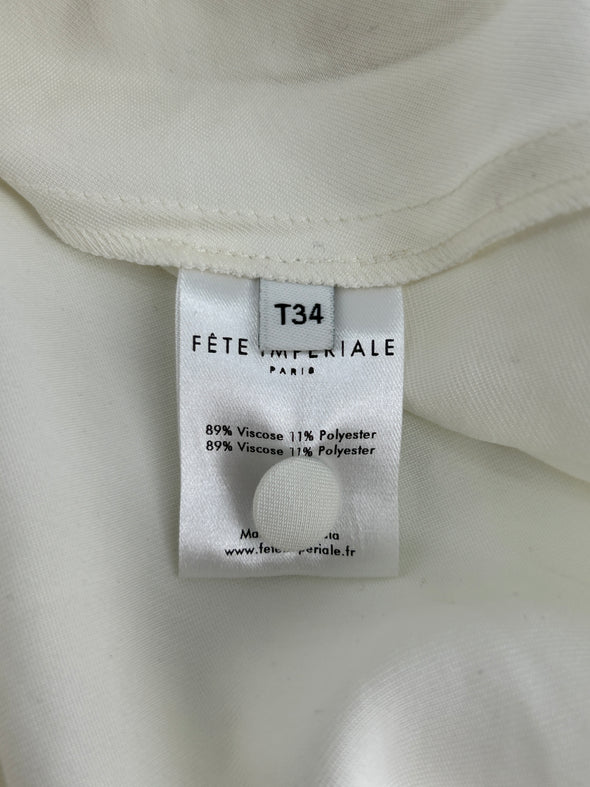 T34
FÊTE IMPERIALE
PARIS
89% Viscose 11% Polyester
89% Viscose 11% Polyester